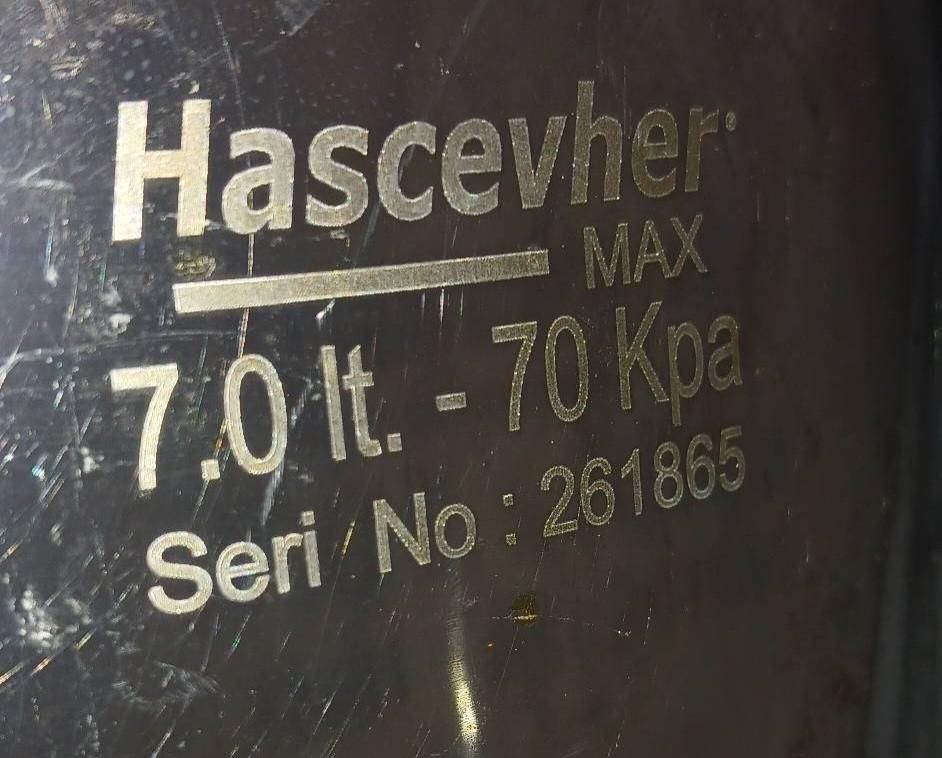 Hascevher
MAX
7.0 lt. - 70 Kpa
Seri No : 261865